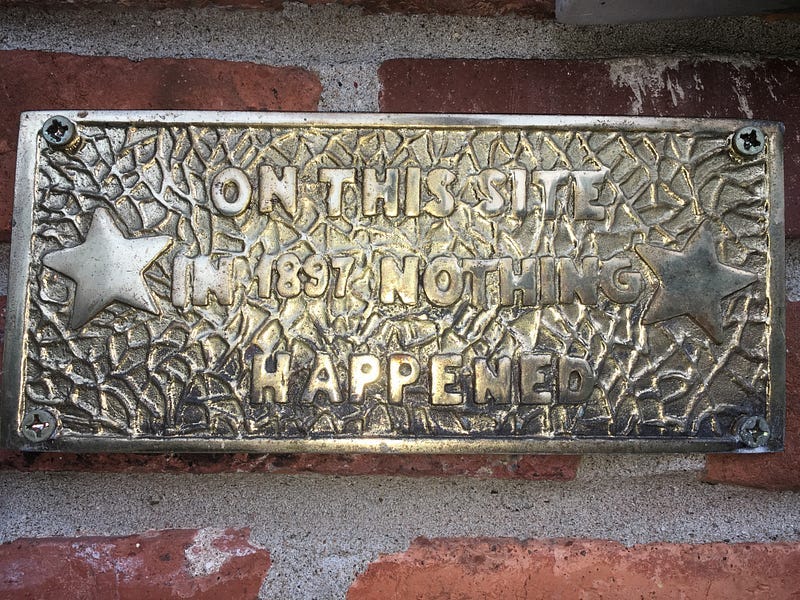 ON THIS SITE
IN 1897 NOTHING
HAPPENED